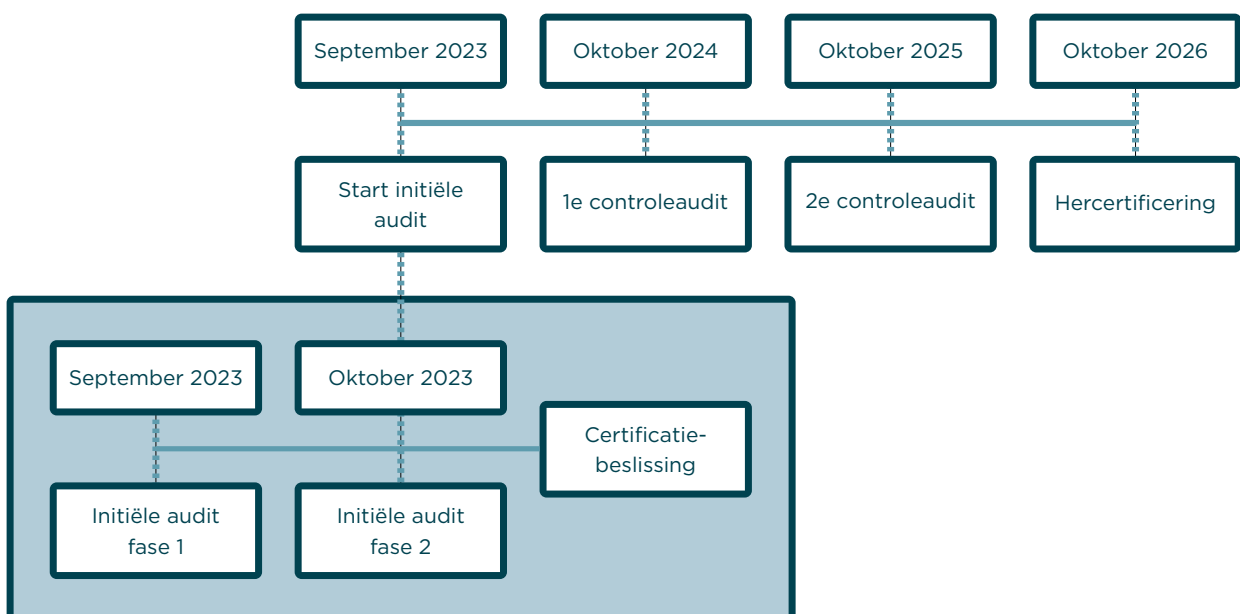 September 2023
Oktober 2024
Oktober 2025
Oktober 2026
Start initiële
audit
1e controleaudit
2e controleaudit
Hercertificering
September 2023
Oktober 2023
Certificatie-
beslissing
Initiële audit
fase 1
Initiële audit
fase 2